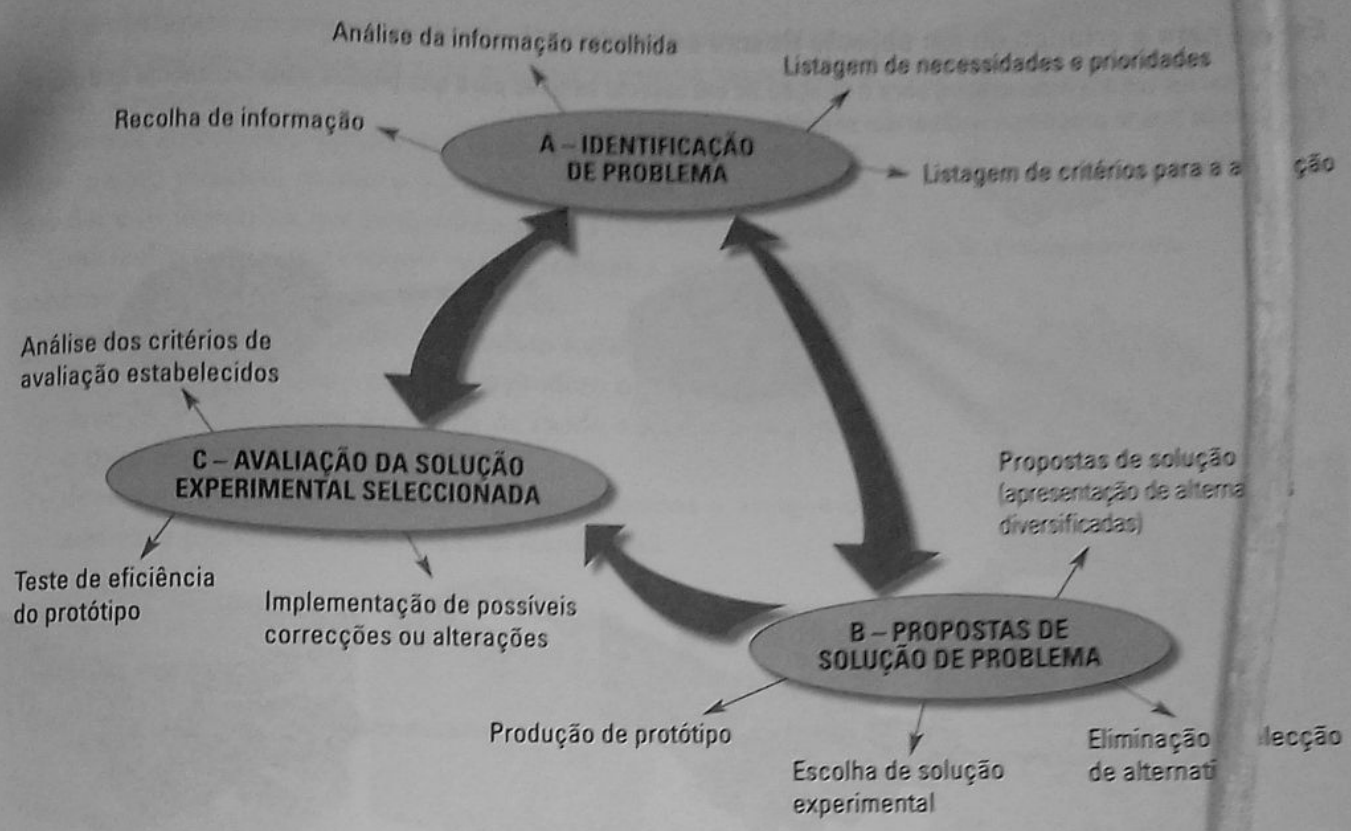 Análise da informação recolhida
Listagem de necessidades e prioridades
Recolha de informação
A – IDENTIFICAÇÃO
DE PROBLEMA
Listagem de critérios para a
Análise dos critérios de
avaliação estabelecidos
C – AVALIAÇÃO DA SOLUÇÃO
EXPERIMENTAL SELECCIONADA
Propostas de solução
(apresentação de
diversificadas)
Teste de eficiência
do protótipo
Implementação de possíveis
correcções ou alterações
B – PROPOSTAS DE
SOLUÇÃO DE PROBLEMA
Produção de protótipo
Escolha de solução
experimental
Eliminação
de